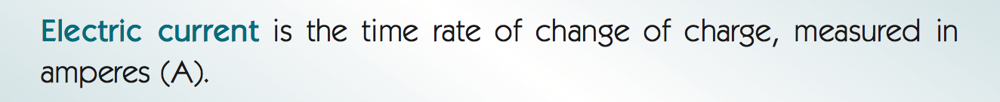 Electric current is the time rate of change of charge, measured in
amperes (A).